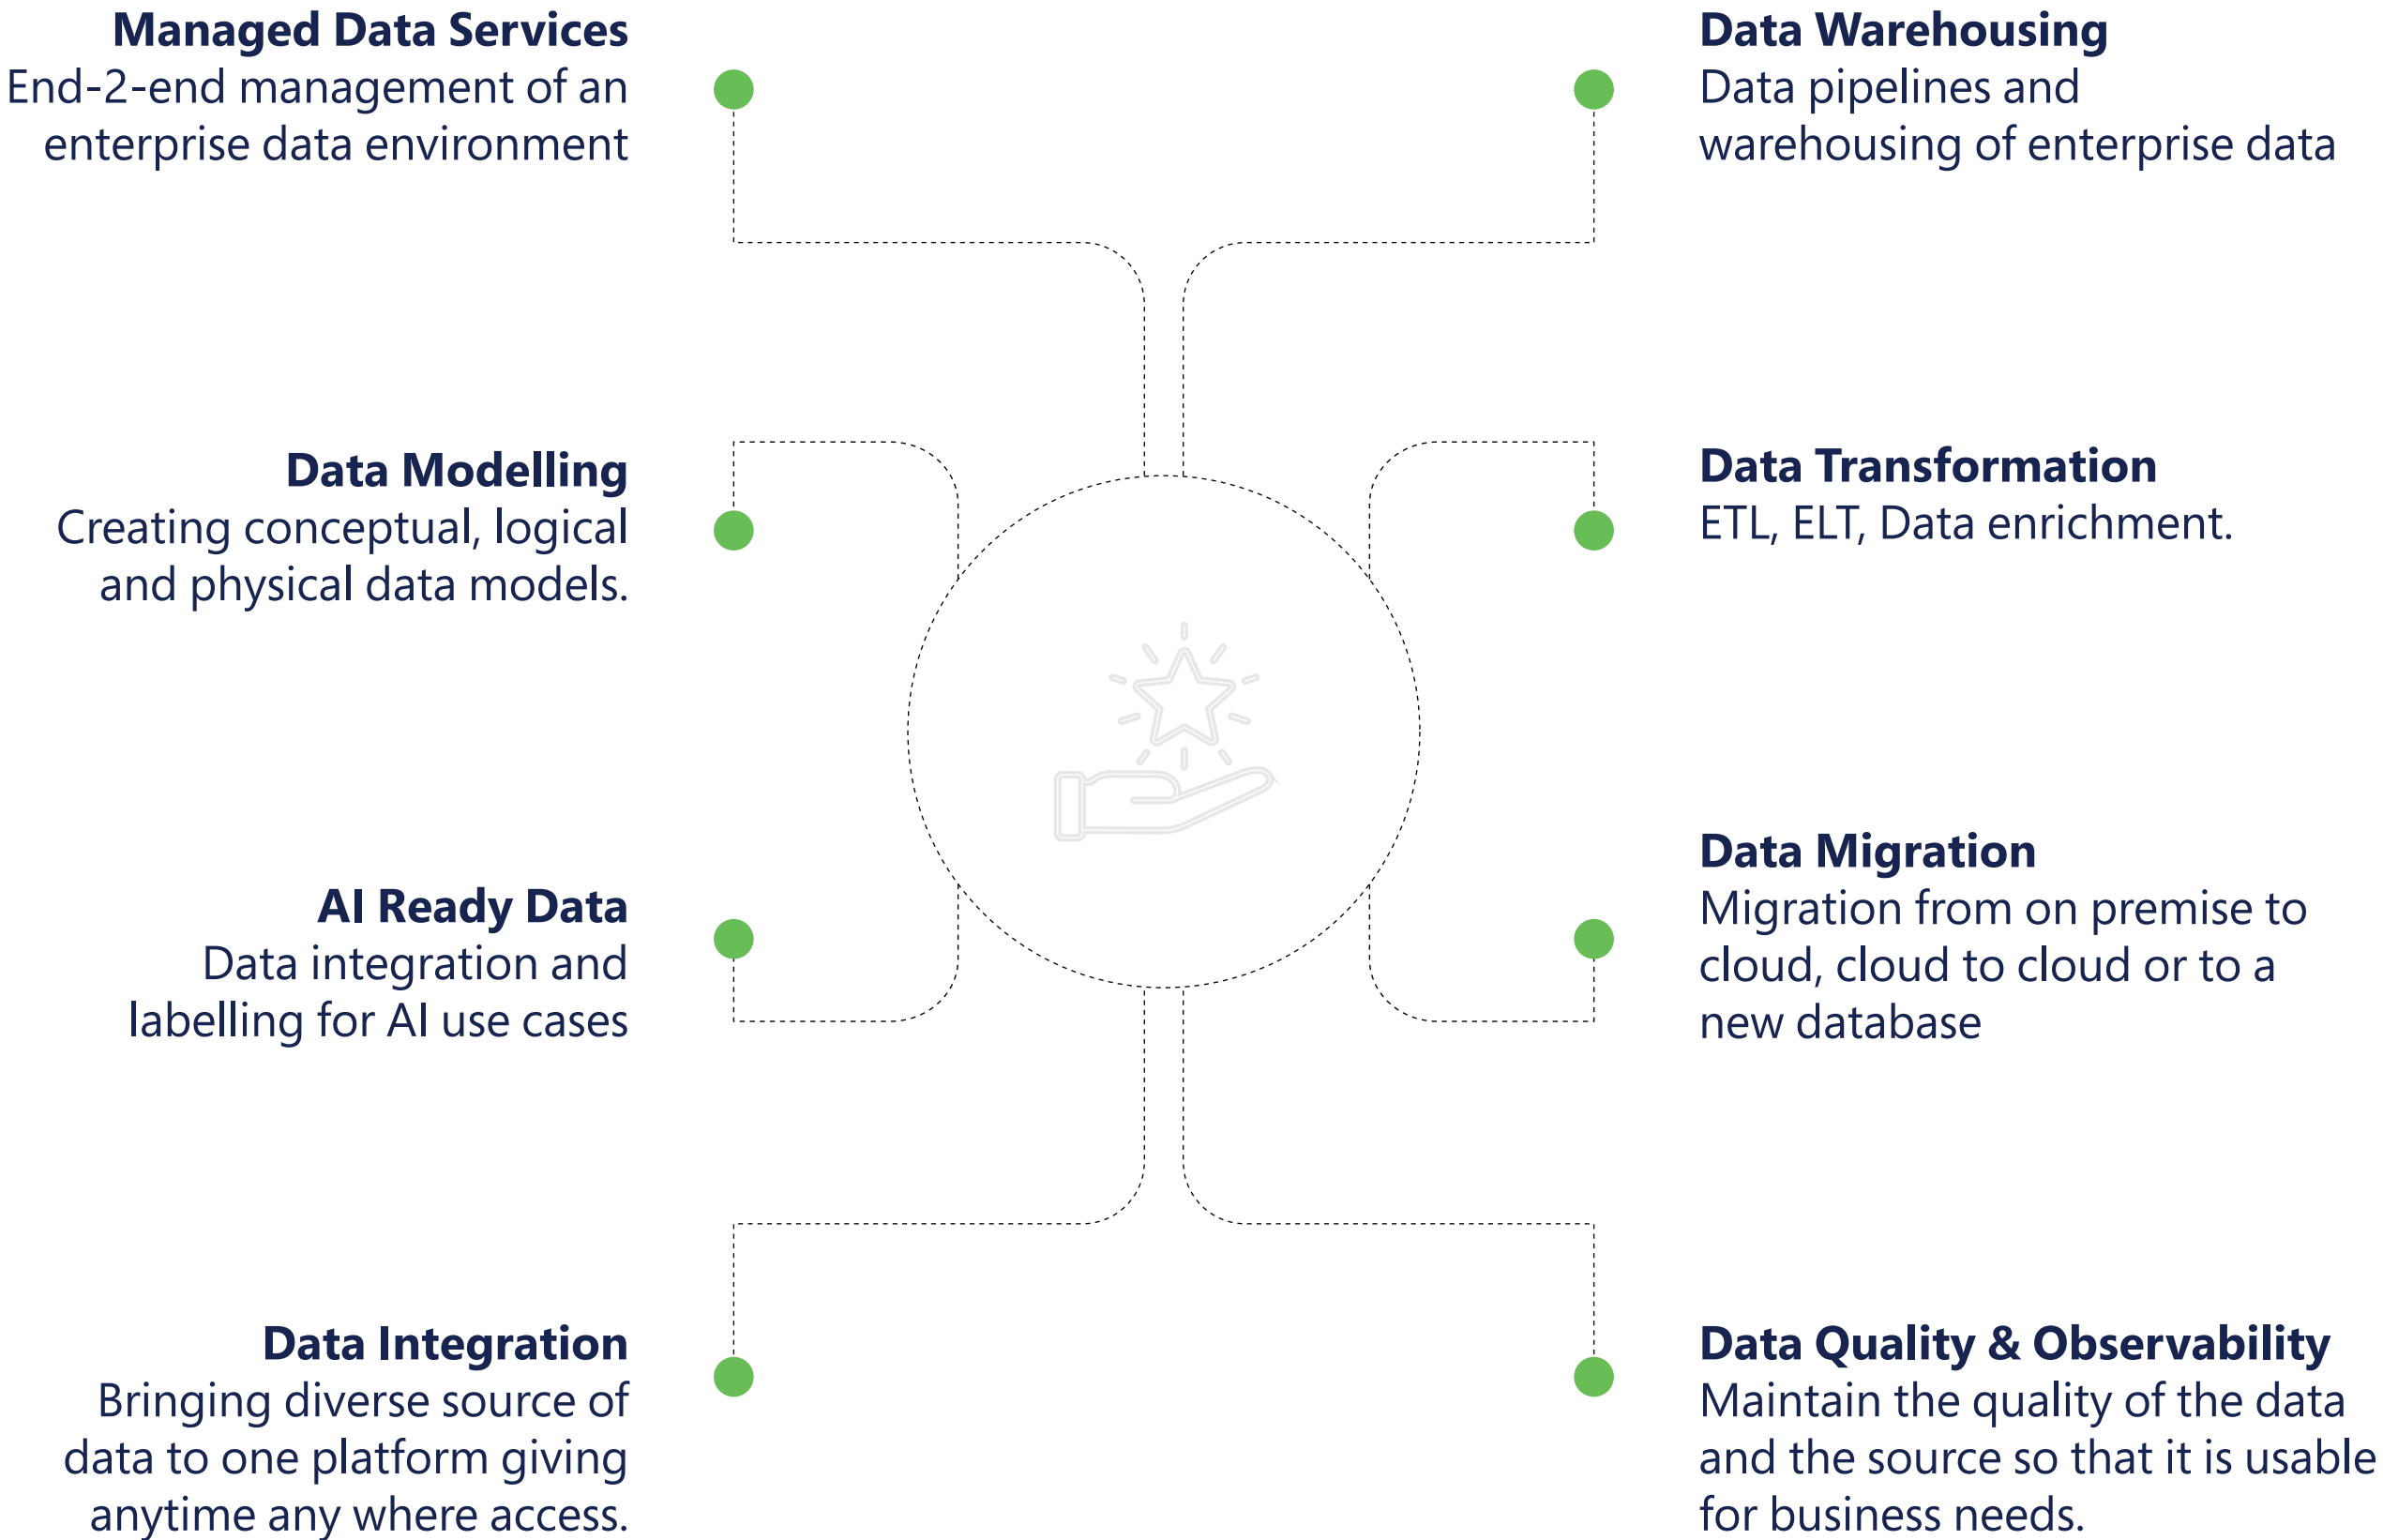 Managed Data Services
End-2-end management of an
enterprise data environment
Data Modelling
Creating conceptual, logical
and physical data models.
AI Ready Data
Data integration and
labelling for AI use cases
Data Integration
Bringing diverse source of
data to one platform giving
anytime any where access.
Data Warehousing
Data pipelines and
warehousing of enterprise data
Data Transformation
ETL, ELT, Data enrichment.
Data Migration
Migration from on premise to
cloud, cloud to cloud or to a
new database
Data Quality & Observability
Maintain the quality of the data
and the source so that it is usable
for business needs.